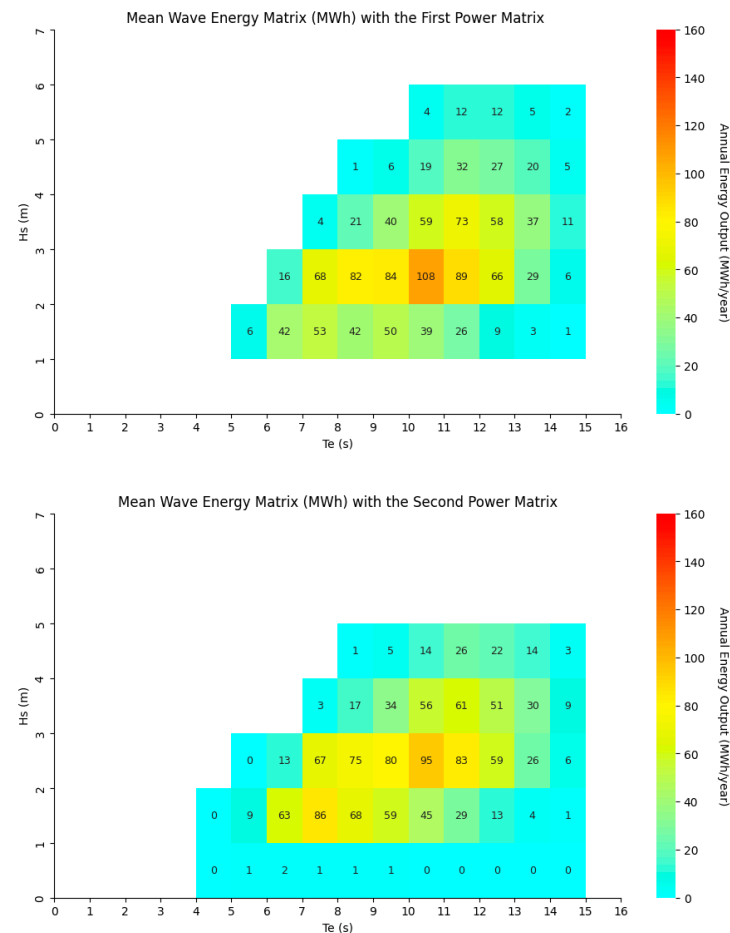 Mean Wave Energy Matrix (MWh) with the First Power Matrix
7
160
6
140
4 12 12 5 2
5
120
1 6 19 32 27 20 5
100
4
Hs (m)
4 21 40 59 73 58 37 11
80
3
16 68 82 84 108 89 66 29 6
60
2
40
6 42 53 42 50 39 26 9 3 1
1
20
0
0
Annual Energy Output (MWh/year)
0 1 2 3 4 5 6 7 8 9 10 11 12 13 14 15 16
Te (s)
Mean Wave Energy Matrix (MWh) with the Second Power Matrix
7
160
6
140
5
120
1 5 14 26 22 14 3
100
4
Hs (m)
3 17 34 56 61 51 30 9
80
3
0 13 67 75 80 95 83 59 26 6
60
2
0 9 63 86 68 59 45 29 13 4 1
40
1
20
0 1 2 1 1 1 0 0 0 0 0
0
0
Annual Energy Output (MWh/year)
0 1 2 3 4 5 6 7 8 9 10 11 12 13 14 15 16
Te (s)